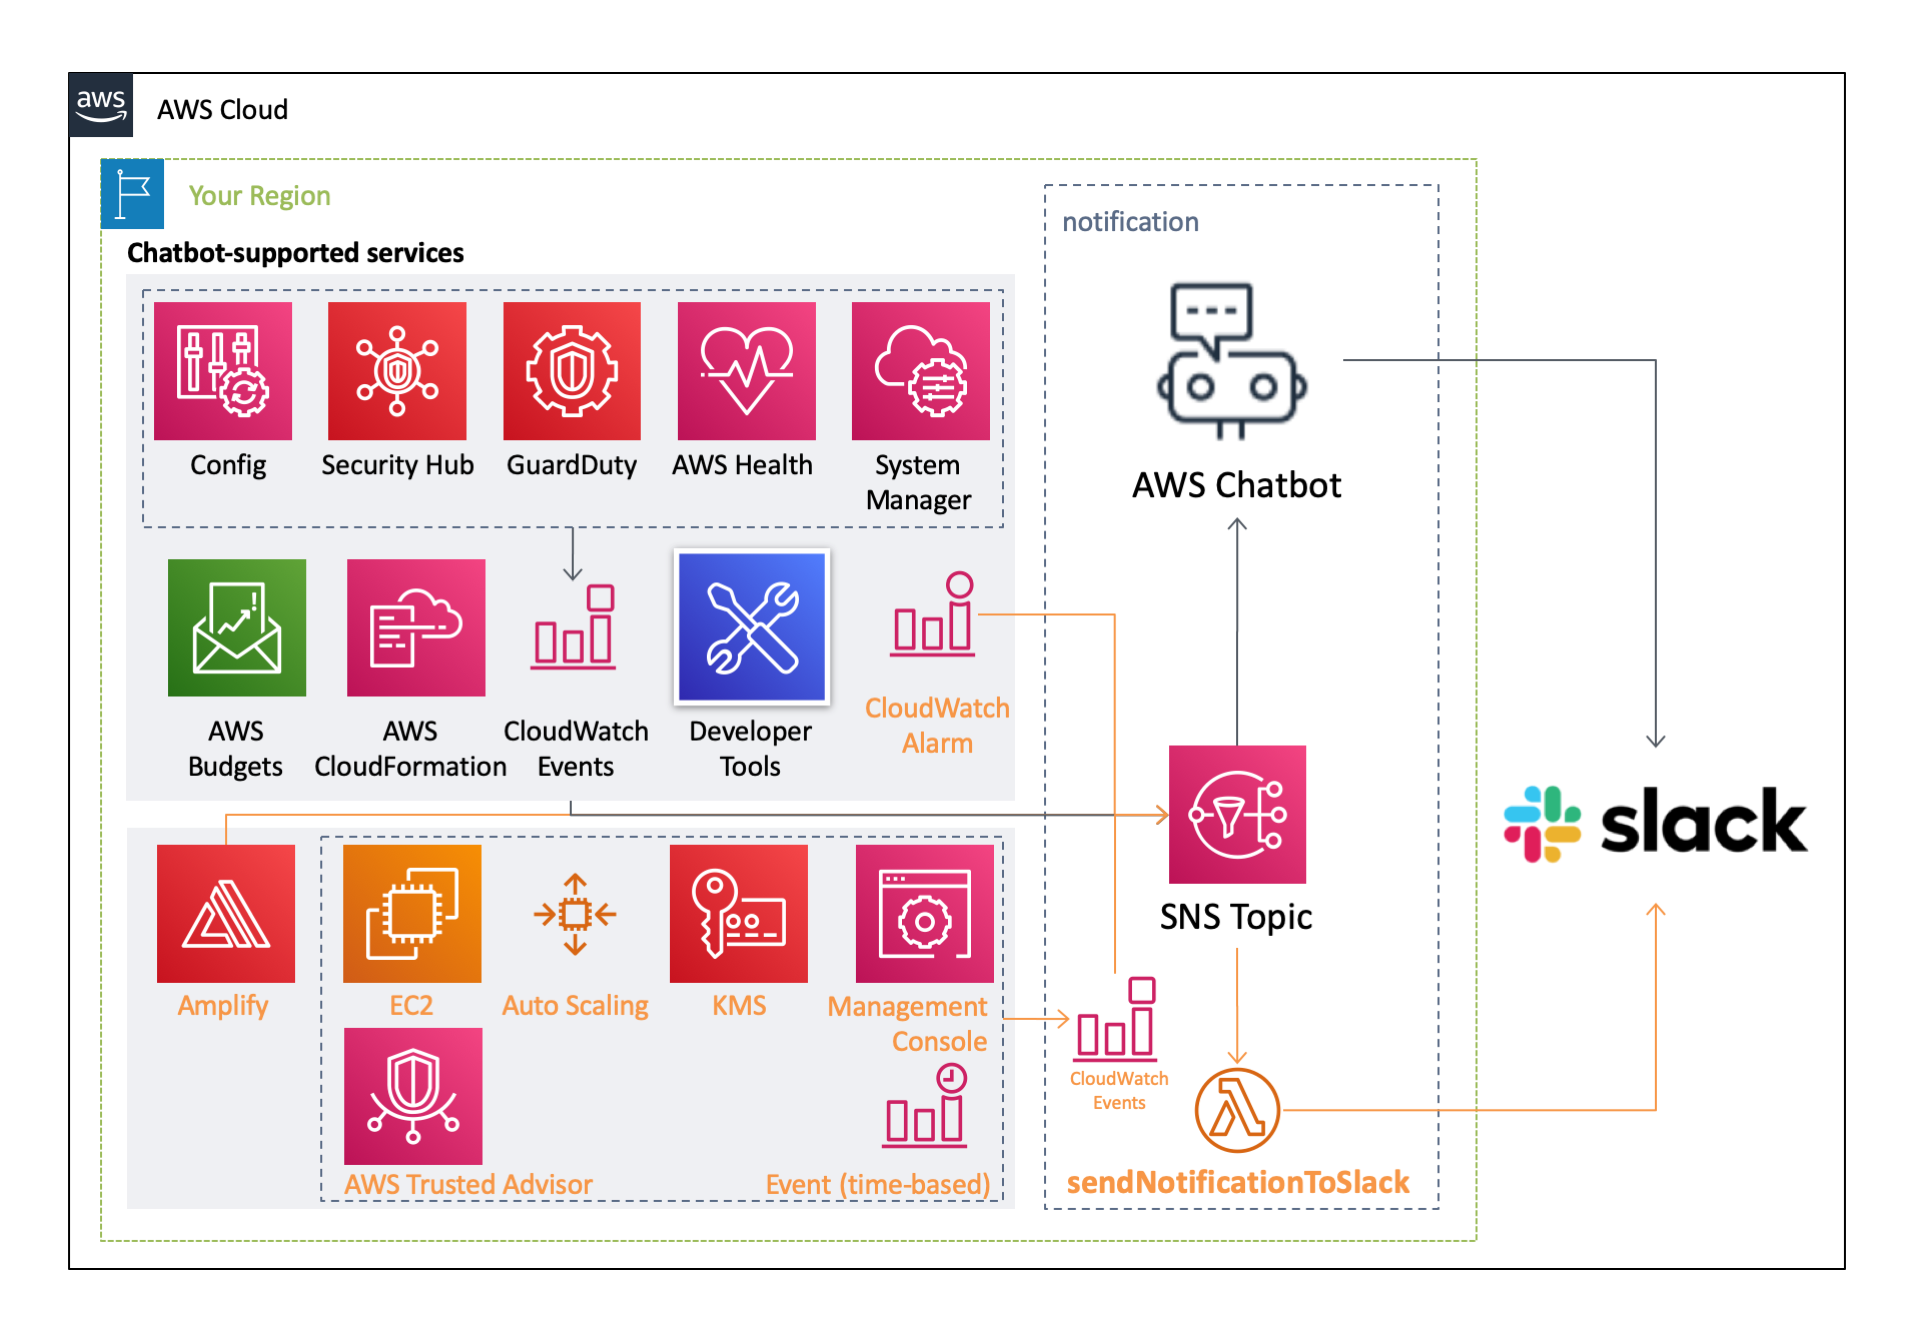 aws
AWS Cloud
Your Region
notification
Chatbot-supported services
Config
Security Hub
GuardDuty
AWS Health
System
Manager
AWS Chatbot
AWS
Budgets
AWS
CloudFormation
CloudWatch
Events
Developer
Tools
CloudWatch
Alarm
slack
SNS Topic
Amplify
EC2
Auto Scaling
KMS
Management
Console
CloudWatch
Events
AWS Trusted Advisor
Event (time-based)
sendNotificationToSlack